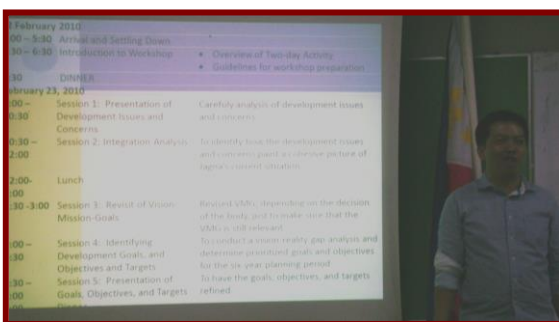 February 2010
00 – 5:30 Arrival and Settling Down
30 – 6:30 Introduction to Workshop • Overview of Two-day Activity
• Guidelines for workshop preparation
:30 DINNER
bruary 23, 2010
:00 – Session 1: Presentation of Carefuly analysis of development issues
0:30 Development Issues and and concerns
Concerns
0:30 – Session 2: Integration Analysis To identify how the development issues
2:00 and concerns paint a cohesive picture of
current situation
2:00- Lunch
:00
:30 -3:00 Session 3: Revisit of Vision- Revised VMGs, depending on the decision
Mission-Goals of the body, just to make sure that the
VMG is still relevant
:00 – Session 4: Identifying To conduct a vision-reality gap analysis and
:30 Development Goals, and determine prioritized goals and objectives
Objectives and Targets for the six-year planning period
:30 – Session 5: Presentation of To have the goals, objectives, and targets
:00 Goals, Objectives, and Targets refined